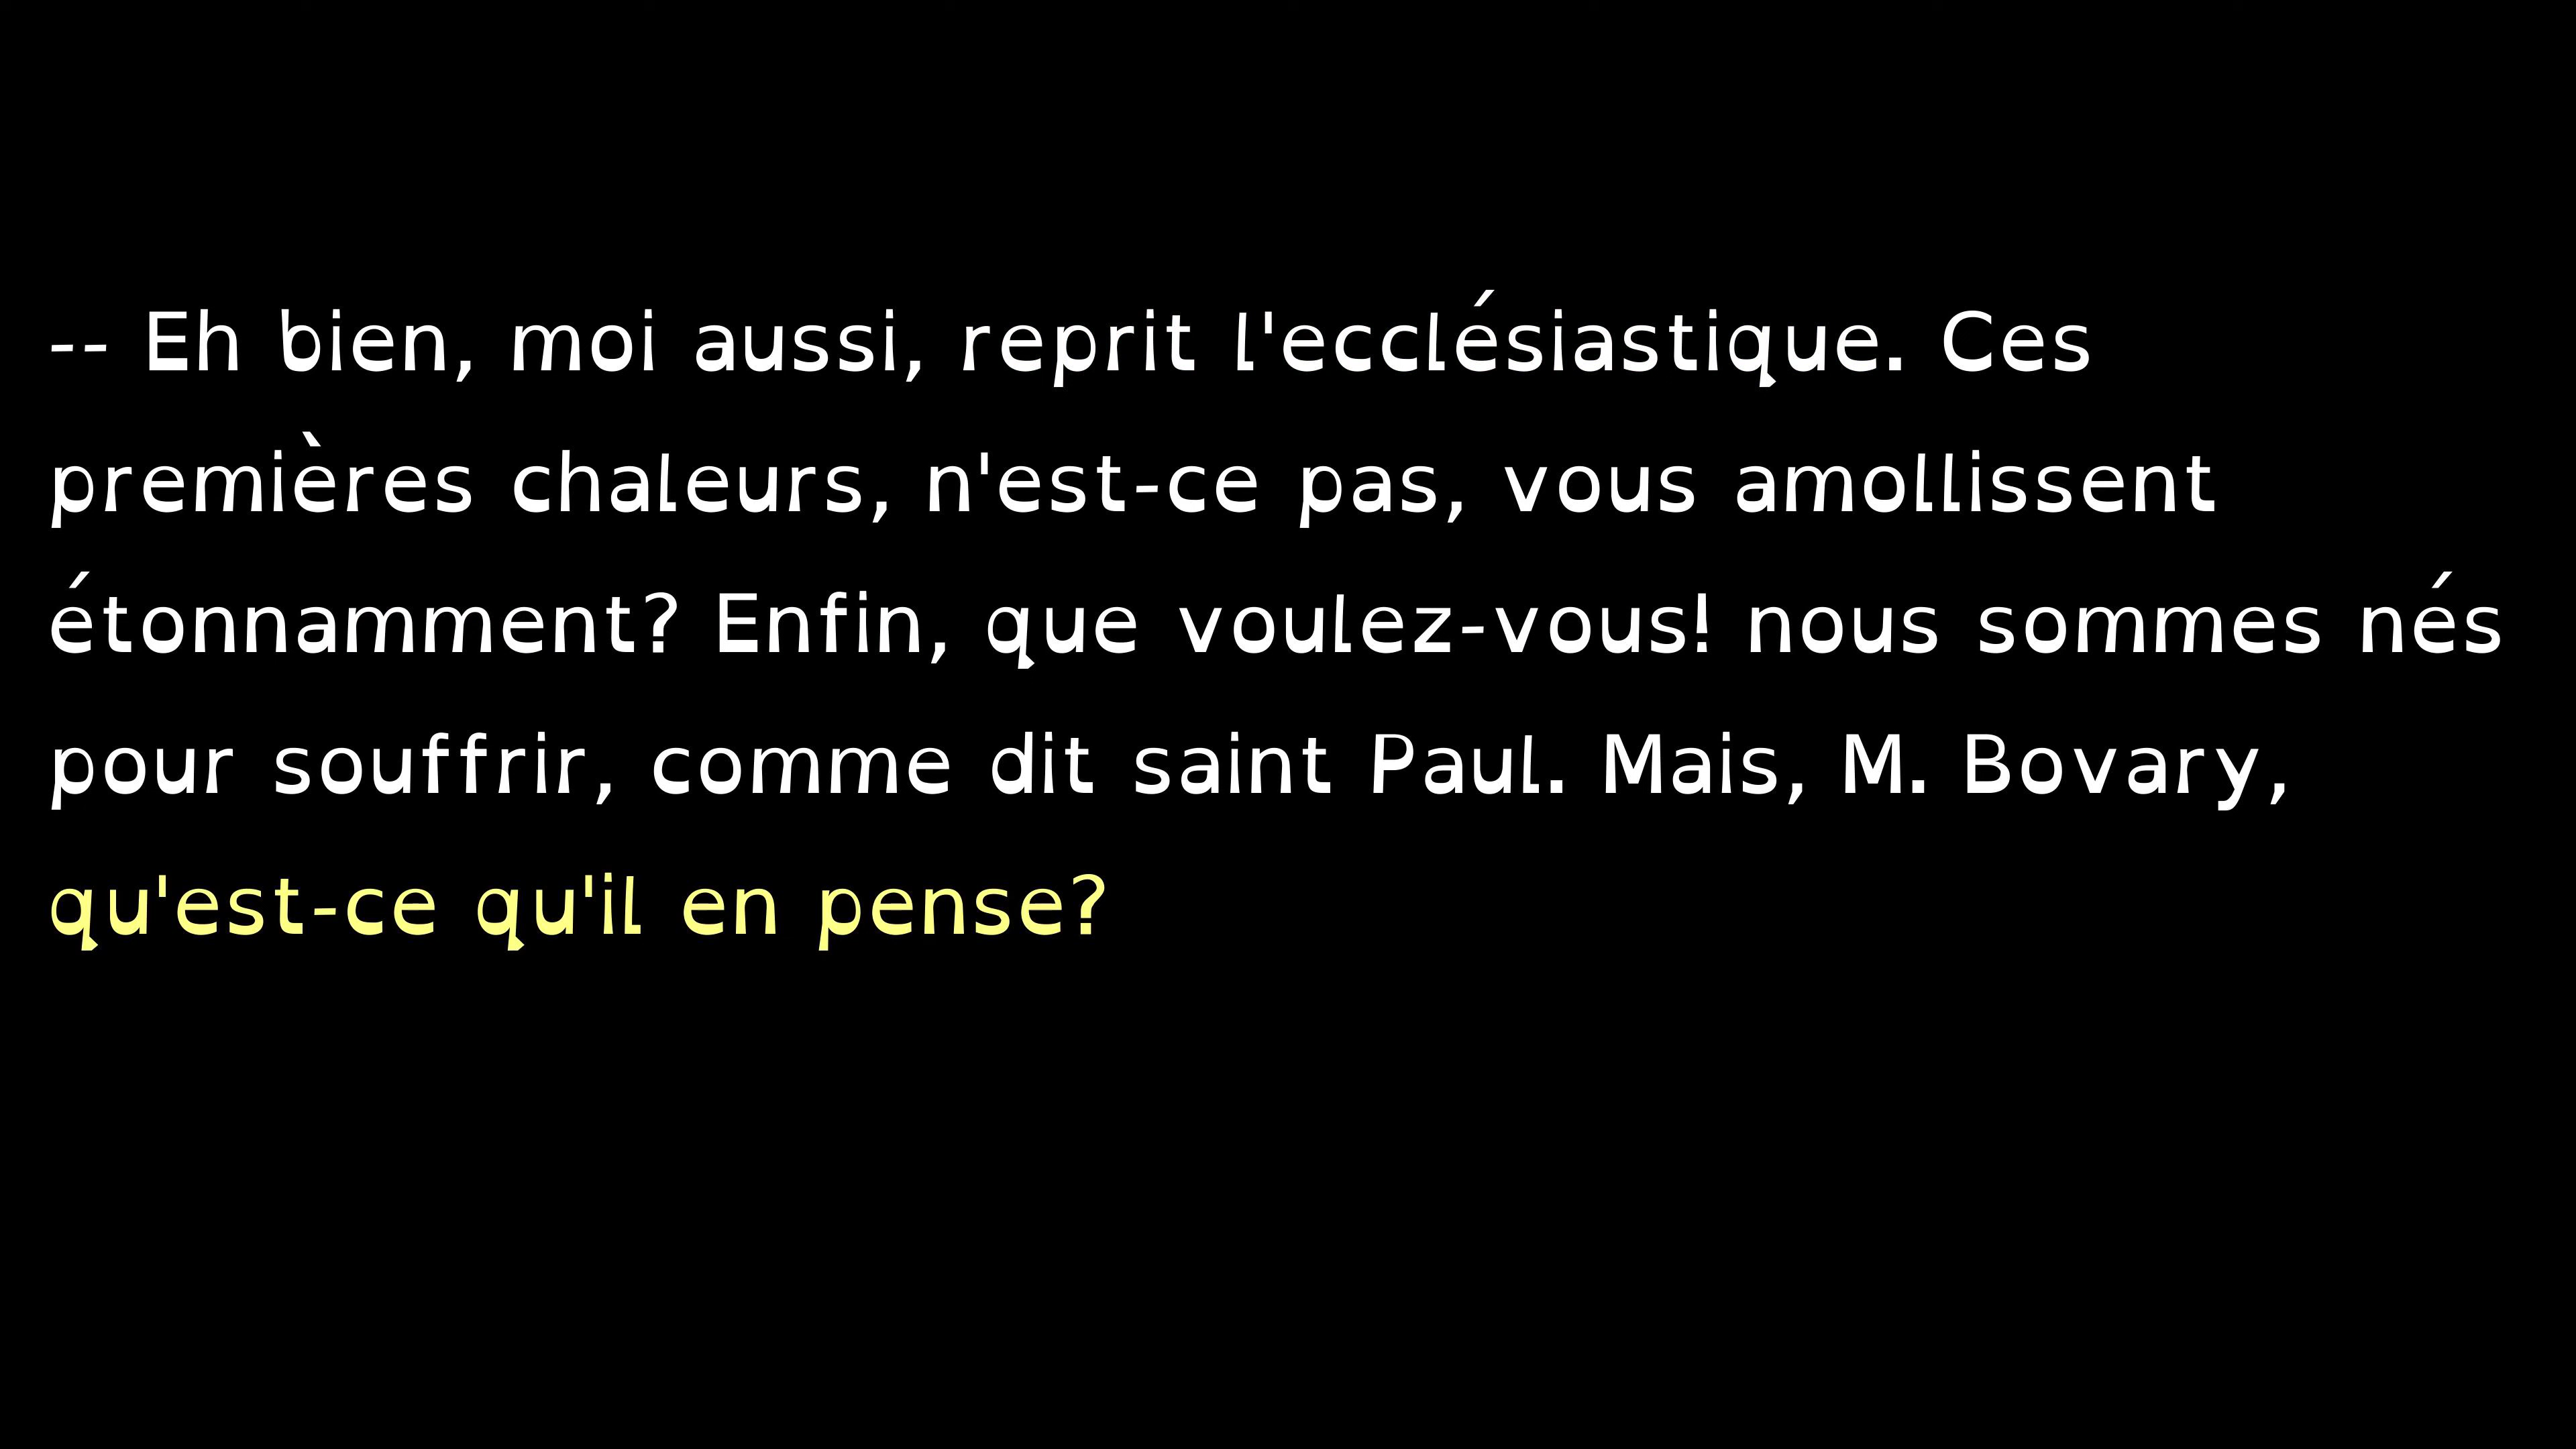 -- Eh bien, moi aussi, reprit l'ecclésiastique. Ces
premières chaleurs, n'est-ce pas, vous amollissent
étonnamment? Enfin, que voulez-vous! nous sommes nés
pour souffrir, comme dit saint Paul. Mais, M. Bovary,
qu'est-ce qu'il en pense?